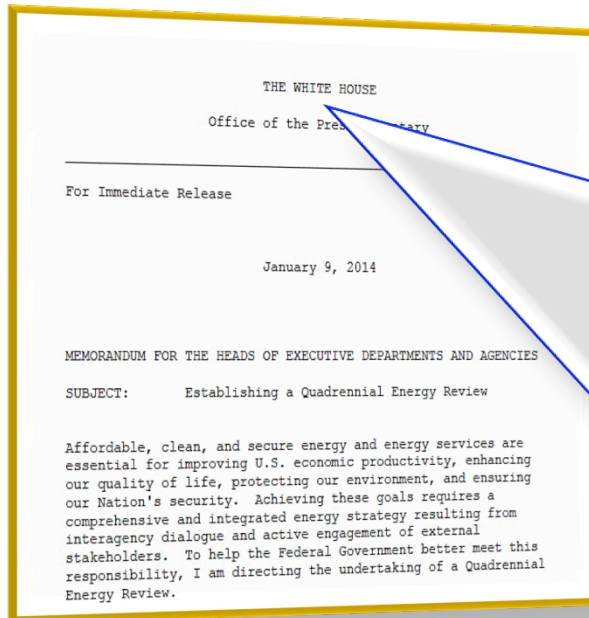 THE WHITE HOUSE
Office of the Pres tary
For Immediate Release
January 9, 2014
MEMORANDUM FOR THE HEADS OF EXECUTIVE DEPARTMENTS AND AGENCIES
SUBJECT: Establishing a Quadrennial Energy Review
Affordable, clean, and secure energy and energy services are
essential for improving U.S. economic productivity, enhancing
our quality of life, protecting our environment, and ensuring
our Nation's security. Achieving these goals requires a
comprehensive and integrated energy strategy resulting from
interagency dialogue and active engagement of external
stakeholders. To help the Federal Government better meet this
responsibility, I am directing the undertaking of a Quadrennial
Energy Review.